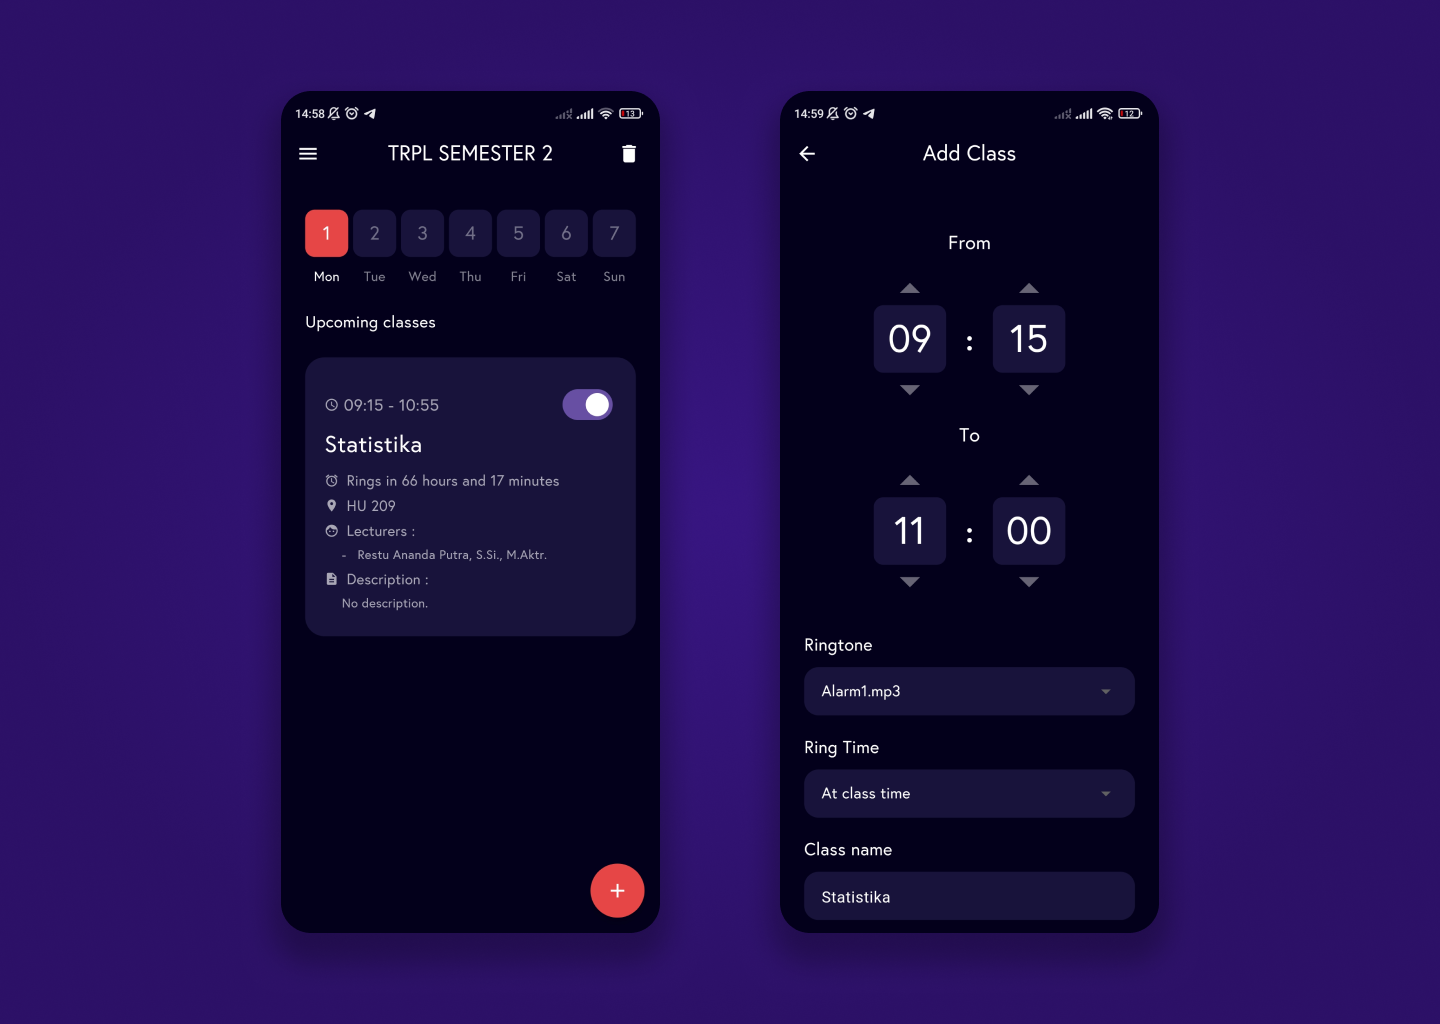 14:58
13
TRPL SEMESTER 2
1 2 3 4 5 6 7
Mon Tue Wed Thu Fri Sat Sun
Upcoming classes
09:15 - 10:55
Statistika
Rings in 66 hours and 17 minutes
HU 209
Lecturers :
- Restu Ananda Putra, S.Si., M.Aktr.
Description :
No description.
+
14:59
12
Add Class
From
09 : 15
To
11 : 00
Ringtone
Alarm1.mp3
Ring Time
At class time
Class name
Statistika